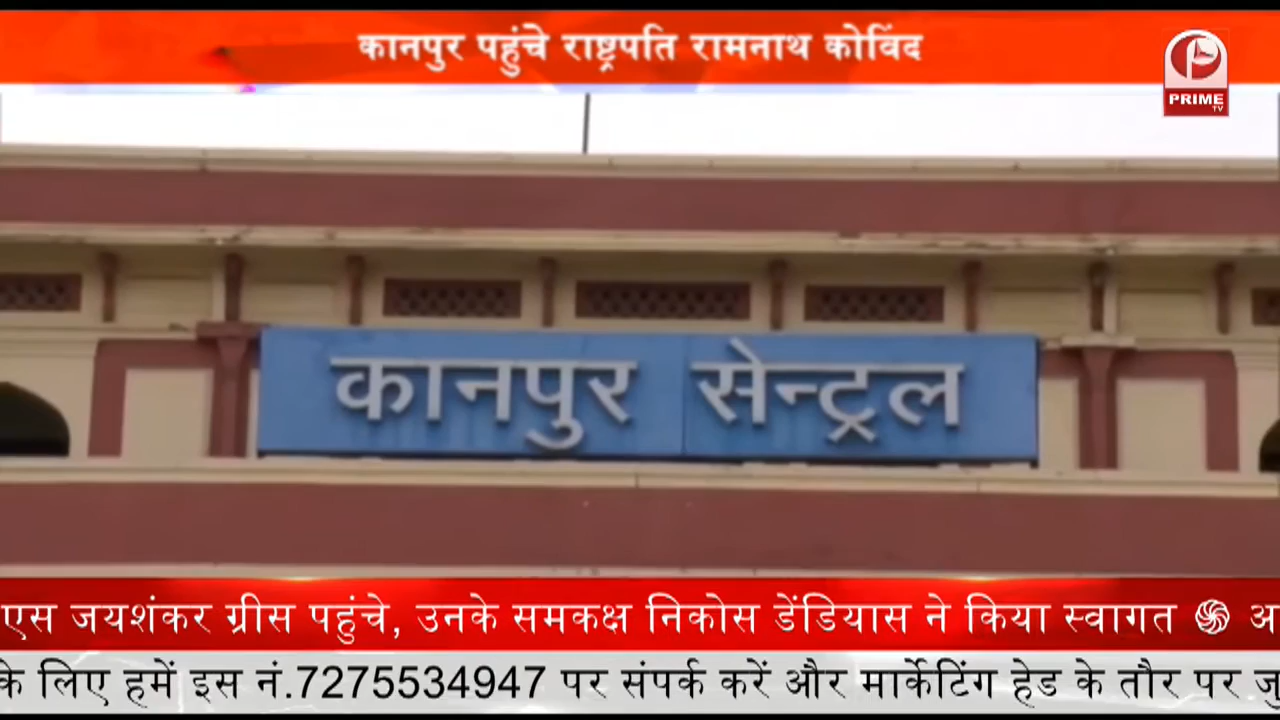 कानपुर पहुंचे राष्ट्रपति रामनाथ कोविंद
PRIME
TV
कानपुर सेन्ट्रल
एस जयशंकर ग्रीस पहुंचे, उनके समकक्ष निकोस डेंडियास ने किया स्वागत अ
के लिए हमें इस नं.7275534947 पर संपर्क करें और मार्केटिंग हेड के तौर पर जु